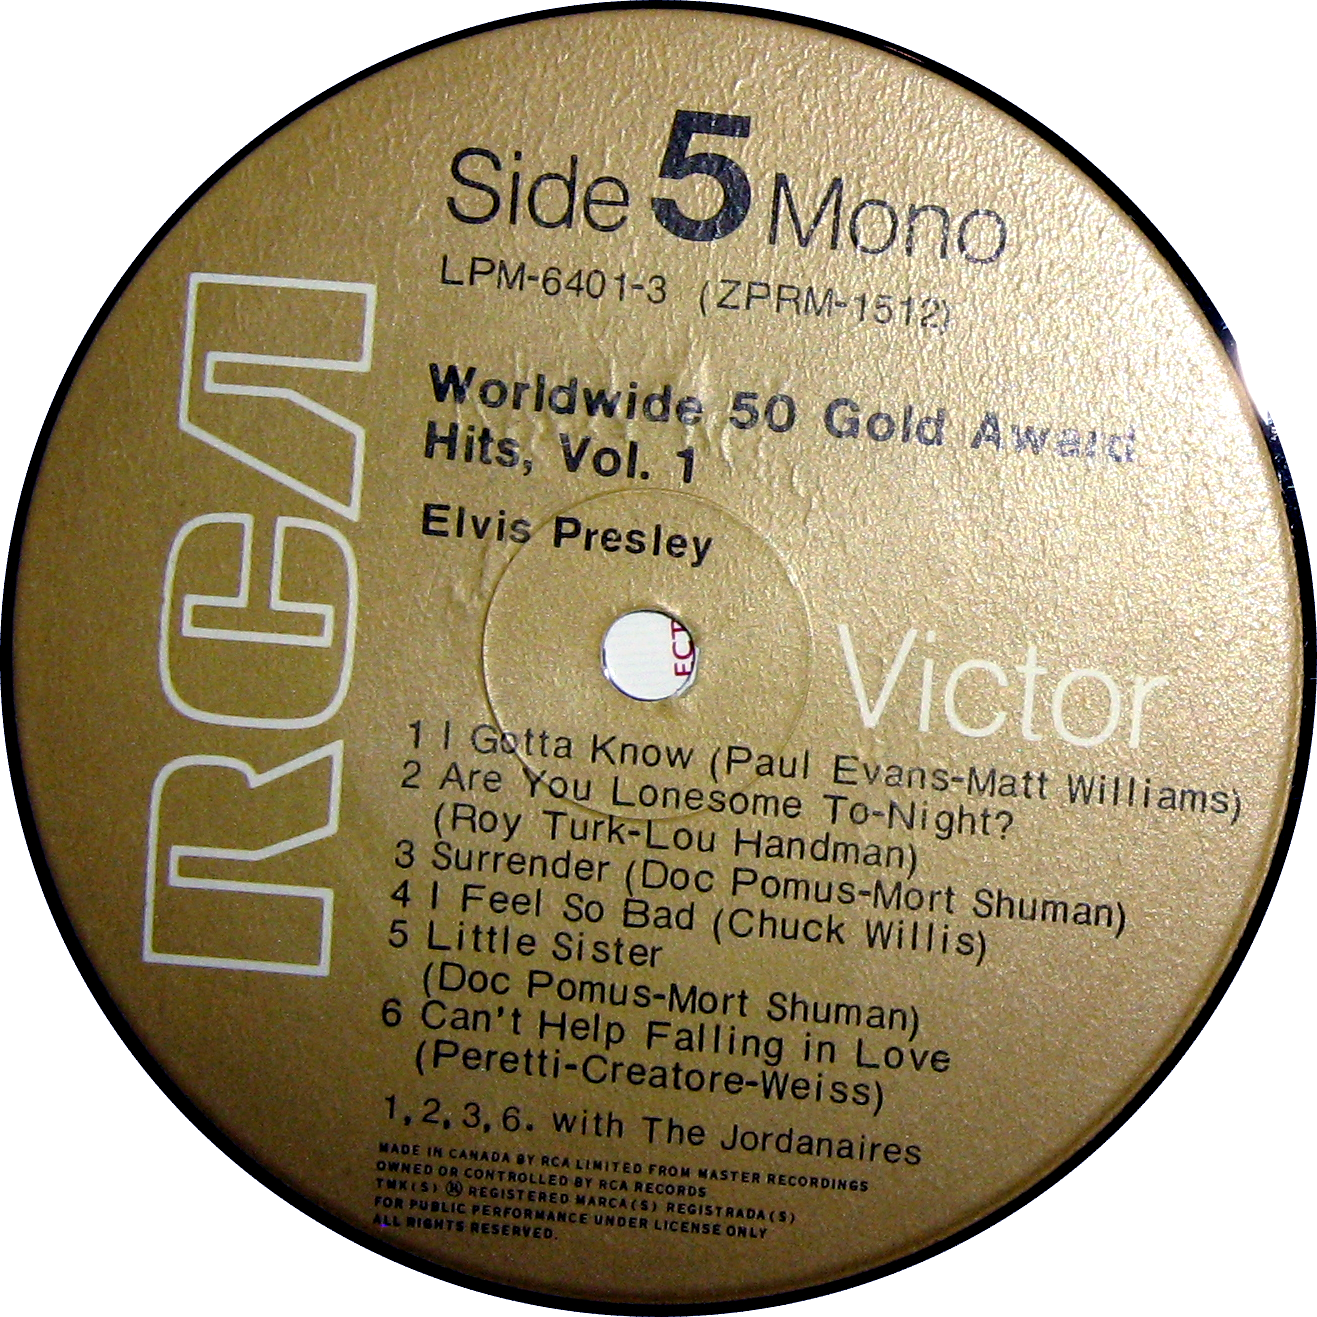 Side 5 Mono
LPM-6401-3 (ZPRM-1512)
Worldwide 50 Gold Award
Hits, Vol. 1
Elvis Presley
RCA
ECT
Victor
1 I Gotta Know (Paul Evans-Matt Williams)
2 Are You Lonesome To-Night?
(Roy Turk-Lou Handman)
3 Surrender (Doc Pomus-Mort Shuman)
4 I Feel So Bad (Chuck Willis)
5 Little Sister
(Doc Pomus-Mort Shuman)
6 Can't Help Falling in Love
(Peretti-Creatore-Weiss)
1, 2, 3, 6. with The Jordanaires
MADE IN CANADA BY RCA LIMITED FROM MASTER RECORDINGS
OWNED OR CONTROLLED BY RCA RECORDS
TMK(S) REGISTERED MARCA(S) REGISTRADA(S)
FOR PUBLIC PERFORMANCE UNDER LICENSE ONLY
ALL RIGHTS RESERVED.